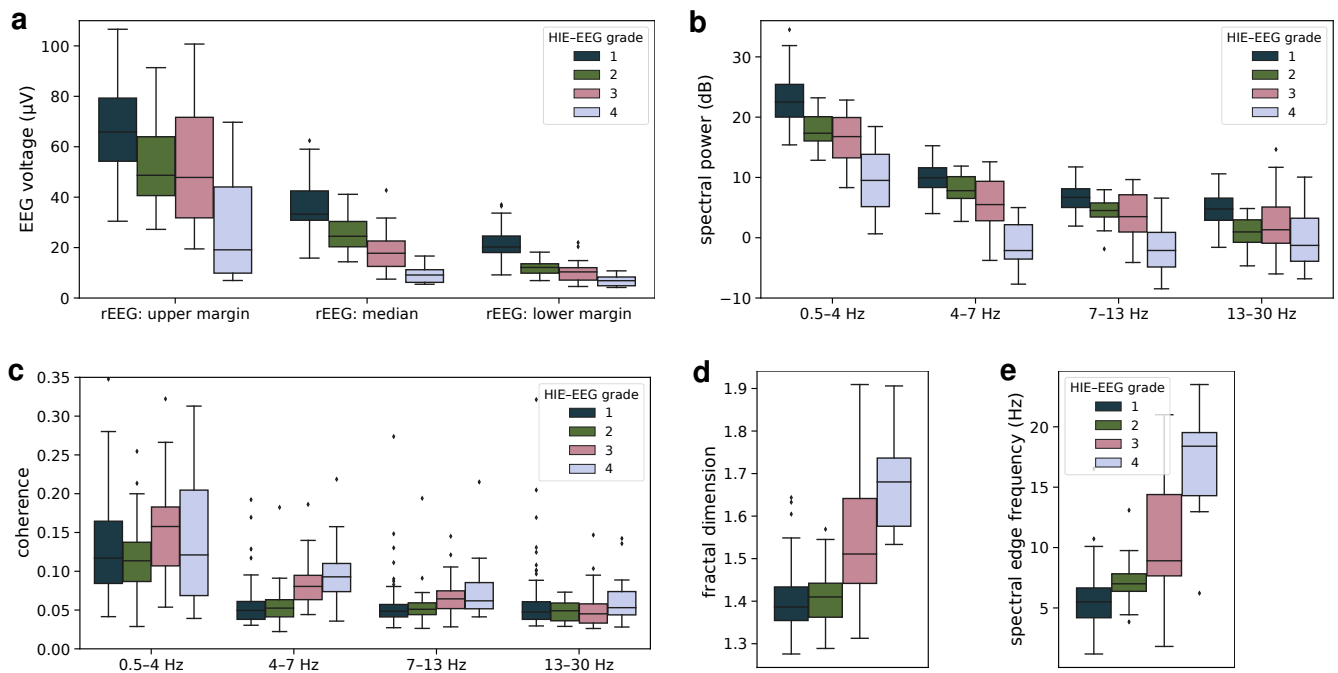 a
EEG voltage (µV)
100
80
60
40
20
0
HIE–EEG grade
1
2
3
4
rEEG: upper margin
rEEG: median
rEEG: lower margin
b
spectral power (dB)
30
20
10
0
−10
HIE–EEG grade
1
2
3
4
0.5–4 Hz
4–7 Hz
7–13 Hz
13–30 Hz
c
coherence
0.35
0.30
0.25
0.20
0.15
0.10
0.05
0.00
HIE–EEG grade
1
2
3
4
0.5–4 Hz
4–7 Hz
7–13 Hz
13–30 Hz
d
fractal dimension
1.9
1.8
1.7
1.6
1.5
1.4
1.3
e
spectral edge frequency (Hz)
20
15
10
5
HIE–EEG grade
1
2
3
4